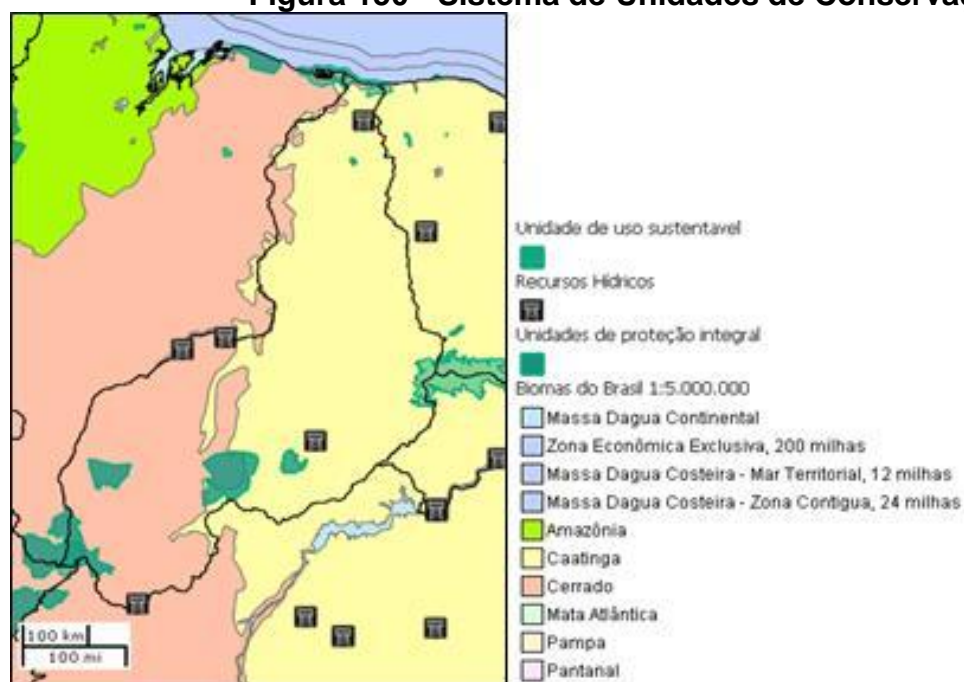 Unidade de uso sustentavel
Recursos Hídricos
Unidades de proteção integral
Biomas do Brasil 1:5.000.000
Massa Dagua Continental
Zona Econômica Exclusiva, 200 milhas
Massa Dagua Costeira - Mar Territorial, 12 milhas
Massa Dagua Costeira - Zona Contigua, 24 milhas
Amazônia
Caatinga
Cerrado
Mata Atlântica
Pampa
Pantanal
100 km
100 mi